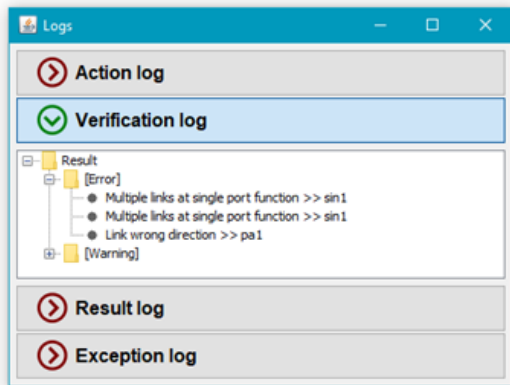 Logs
Action log
Verification log
Result
[Error]
Multiple links at single port function >> sin1
Multiple links at single port function >> sin1
Link wrong direction >> pa1
[Warning]
Result log
Exception log